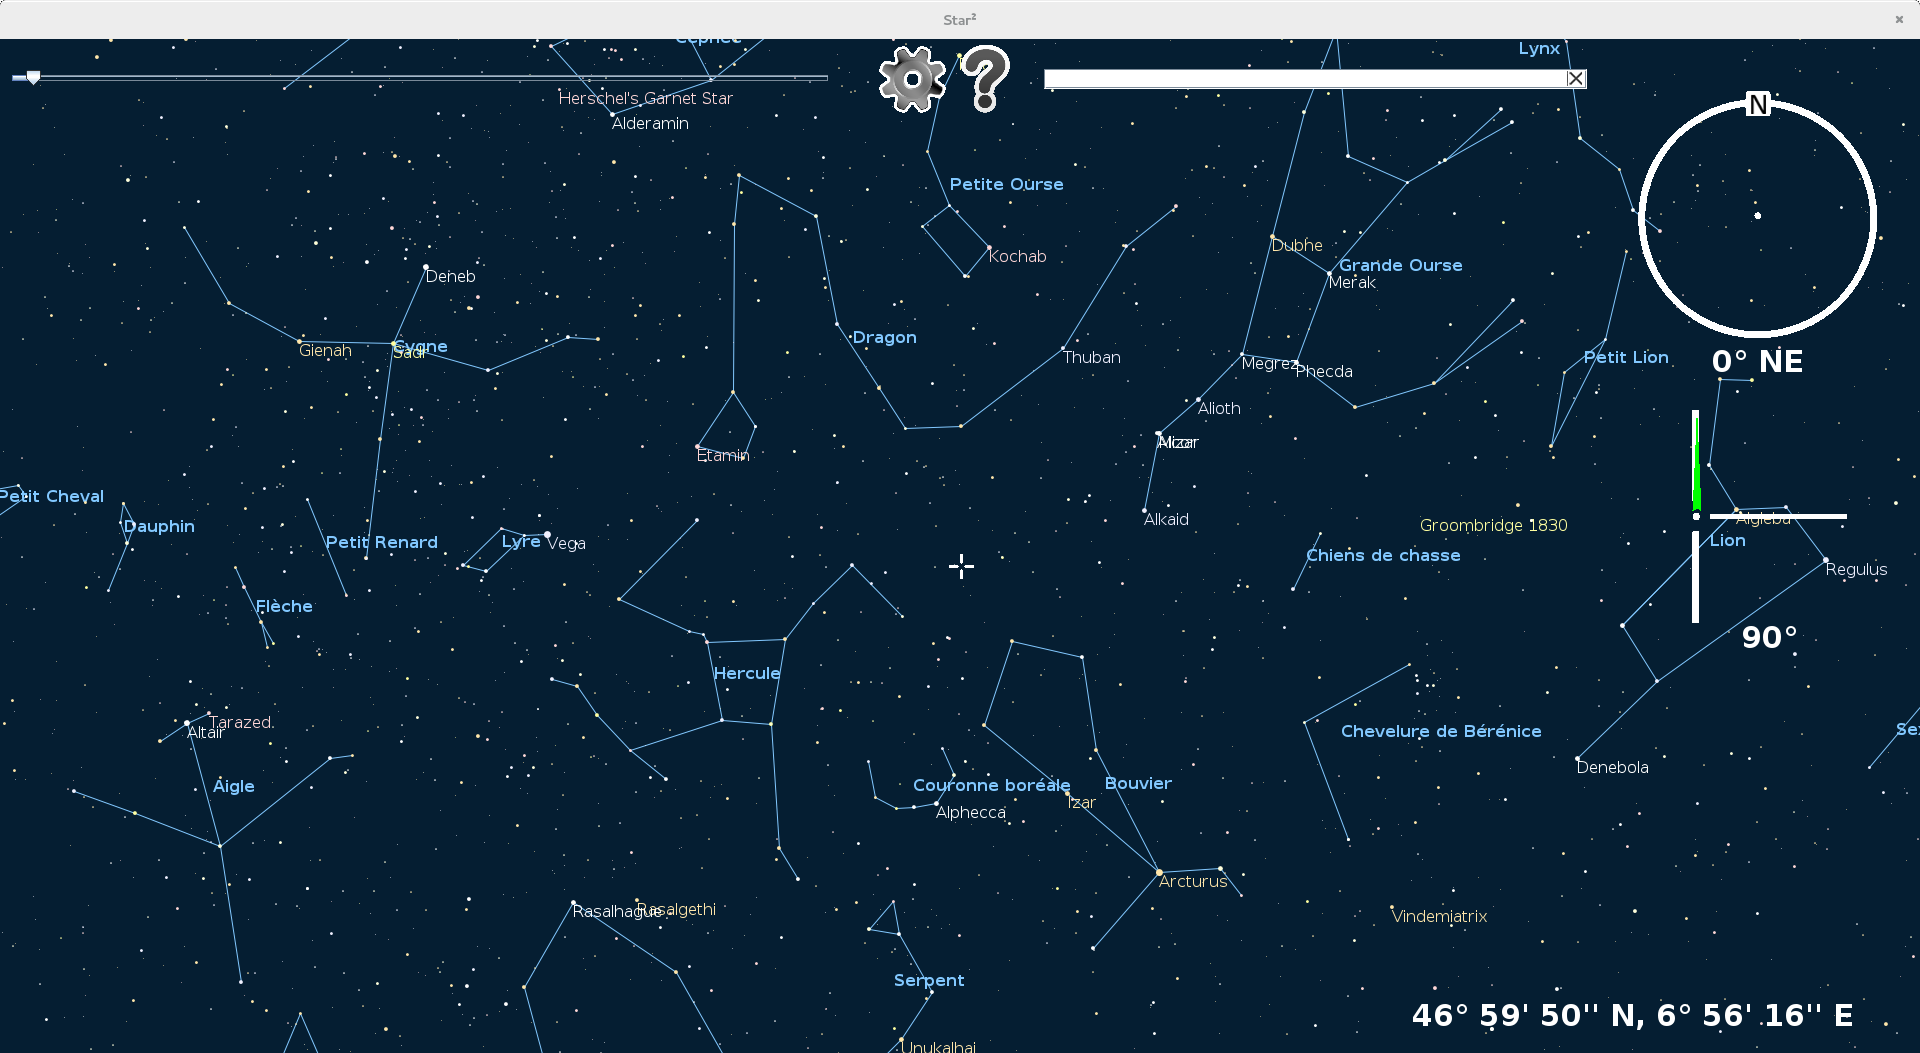 Star²
Céphée
Lynx
N
Herschel's Garnet Star
Alderamin
Petite Ourse
Dubhe
Kochab
Grande Ourse
Merak
Deneb
Dragon
Cygne
Gienah
Sadr
Thuban
Petit Lion
0° NE
Megrez
Phecda
Alioth
Mizar
Etamin
Petit Cheval
Dauphin
Alkaid
Groombridge 1830
Algieba
Petit Renard
Lyre
Vega
Chiens de chasse
Lion
Regulus
Flèche
90°
Hercule
Tarazed
Altair
Chevelure de Bérénice
Denebola
Aigle
Couronne boréale
Bouvier
Izar
Alphecca
Arcturus
Rasalhague
Rasalgethi
Vindemiatrix
Serpent
46° 59' 50'' N, 6° 56' 16'' E
Unukalhai